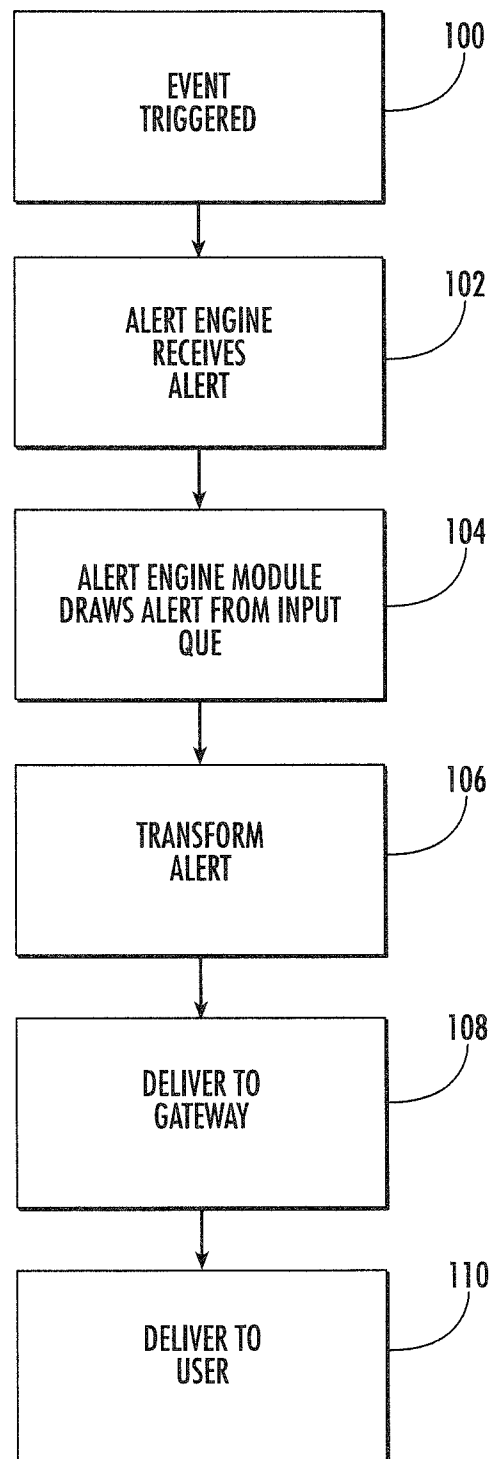 100
EVENT
TRIGGERED
102
ALERT ENGINE
RECEIVES
ALERT
104
ALERT ENGINE MODULE
DRAWS ALERT FROM INPUT
QUE
106
TRANSFORM
ALERT
108
DELIVER TO
GATEWAY
110
DELIVER TO
USER